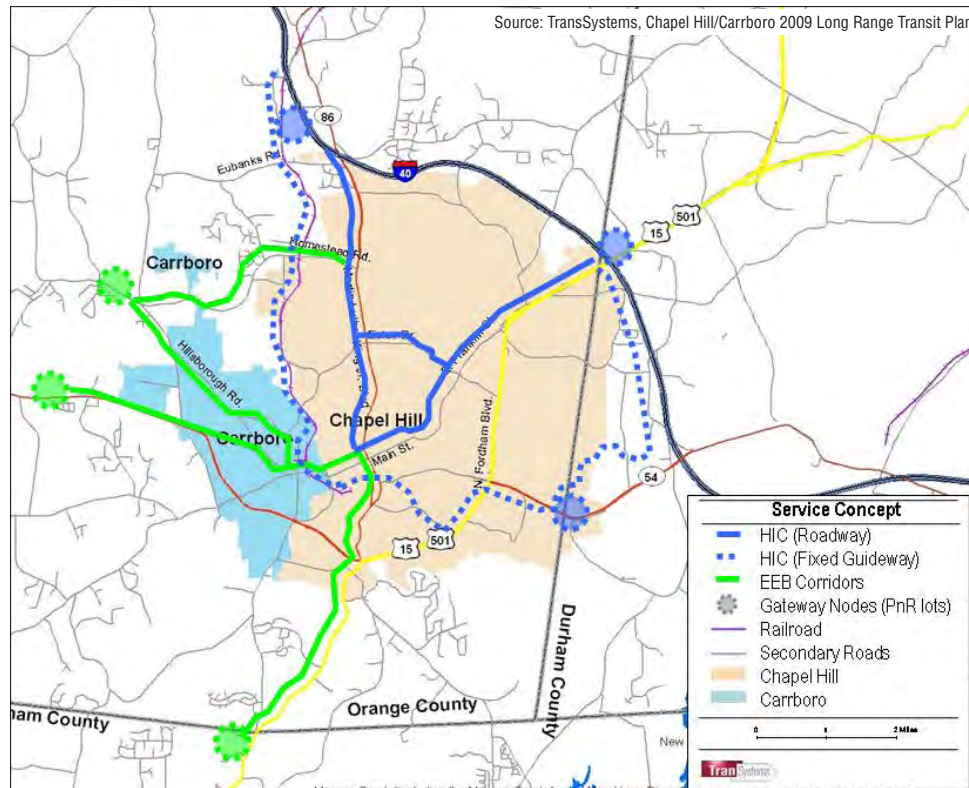 Source: TransSystems, Chapel Hill/Carrboro 2009 Long Range Transit Plan
86
Eubanks Rd.
40
15
501
Homestead Rd.
Carrboro
Hillsborough Rd.
Chapel Hill
Carrboro
Main St.
N. Fordham Blvd.
54
15
501
Durham County
Orange County
ham County
New
Service Concept
HIC (Roadway)
HIC (Fixed Guideway)
EEB Corridors
Gateway Nodes (PnR lots)
Railroad
Secondary Roads
Chapel Hill
Carrboro
0 1 2 Miles
TranSystems